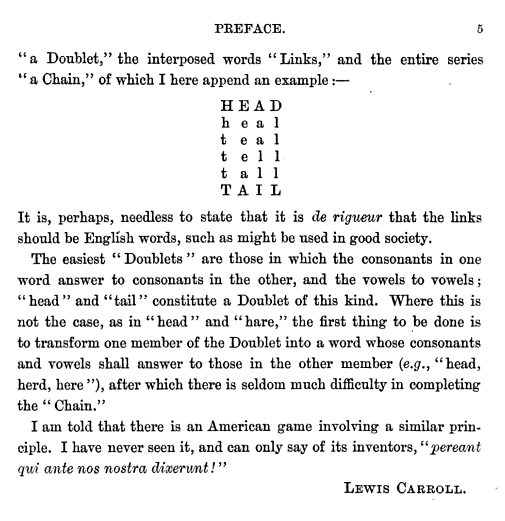 PREFACE. 5
"a Doublet," the interposed words "Links," and the entire series
"a Chain," of which I here append an example:—
H E A D
h e a l
t e a l
t e l l
t a l l
T A I L
It is, perhaps, needless to state that it is de rigueur that the links
should be English words, such as might be used in good society.
The easiest "Doublets" are those in which the consonants in one
word answer to consonants in the other, and the vowels to vowels;
"head" and "tail" constitute a Doublet of this kind. Where this is
not the case, as in "head" and "hare," the first thing to be done is
to transform one member of the Doublet into a word whose consonants
and vowels shall answer to those in the other member (e.g., "head,
herd, here"), after which there is seldom much difficulty in completing
the "Chain."
I am told that there is an American game involving a similar prin-
ciple. I have never seen it, and can only say of its inventors, "pereant
qui ante nos nostra dixerunt!"
LEWIS CARROLL.